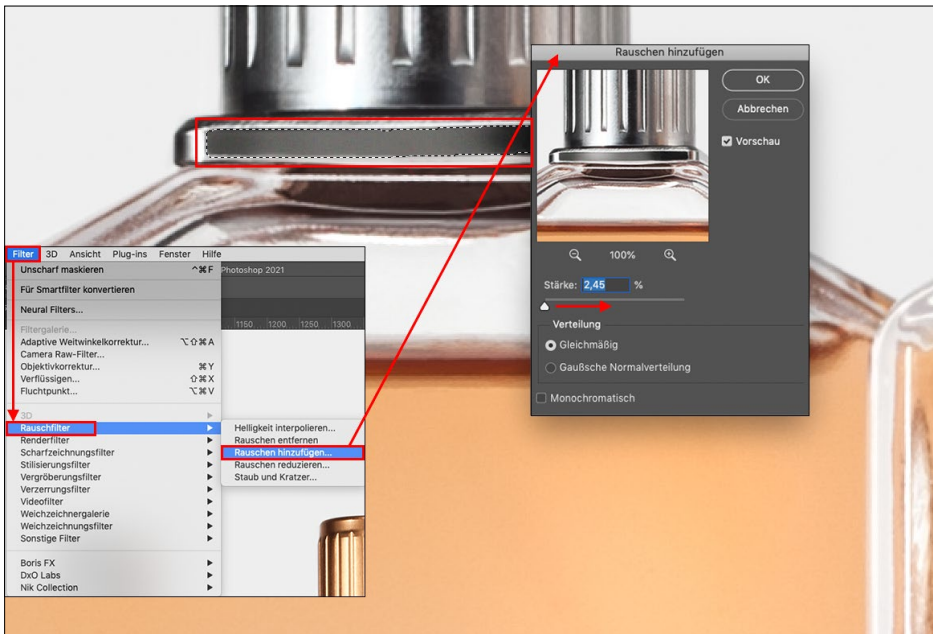 Rauschen hinzufügen
OK
Abbrechen
Vorschau
100%
Stärke: 2,45 %
Verteilung
Gleichmäßig
Gaußsche Normalverteilung
Monochromatisch
Filter 3D Ansicht Plug-ins Fenster Hilfe
Unscharf maskieren ^⌘F
Photoshop 2021
Für Smartfilter konvertieren
Neural Filters...
1150 1200 1250 1300
Filtergalerie...
Adaptive Weitwinkelkorrektur... ⌥⇧⌘A
Camera Raw-Filter...
Objektivkorrektur... ⌘Y
Verflüssigen... ⇧⌘X
Fluchtpunkt... ⌥⌘V
3D
Rauschfilter
Renderfilter
Scharfzeichnungsfilter
Stilisierungsfilter
Vergröberungsfilter
Verzerrungsfilter
Videofilter
Weichzeichnergalerie
Weichzeichnungsfilter
Sonstige Filter
Boris FX
DxO Labs
Nik Collection
Helligkeit interpolieren...
Rauschen entfernen
Rauschen hinzufügen...
Rauschen reduzieren...
Staub und Kratzer...